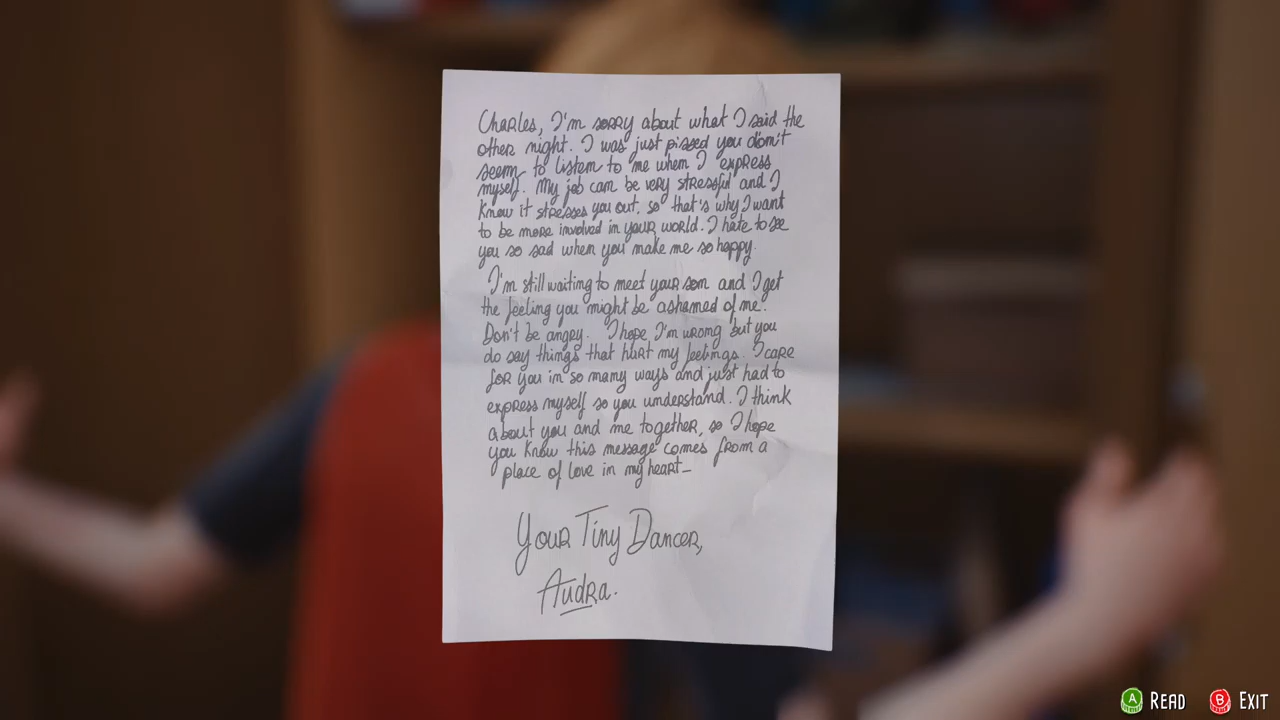 Charles, I'm sorry about what I said the
other night. I was just pissed you don't
seem to listen to me when I express
myself. My job can be very stressful and I
know it stresses you out, so that's why I want
to be more involved in your world. I hate to see
you so sad when you make me so happy.
I'm still waiting to meet your son and I get
the feeling you might be ashamed of me.
Don't be angry. I hope I'm wrong but you
do say things that hurt my feelings. I care
for you in so many ways and just had to
express myself so you understand. I think
about you and me together, so I hope
you know this message comes from a
place of love in my heart_
Your Tiny Dancer,
Audra.
A READ B EXIT